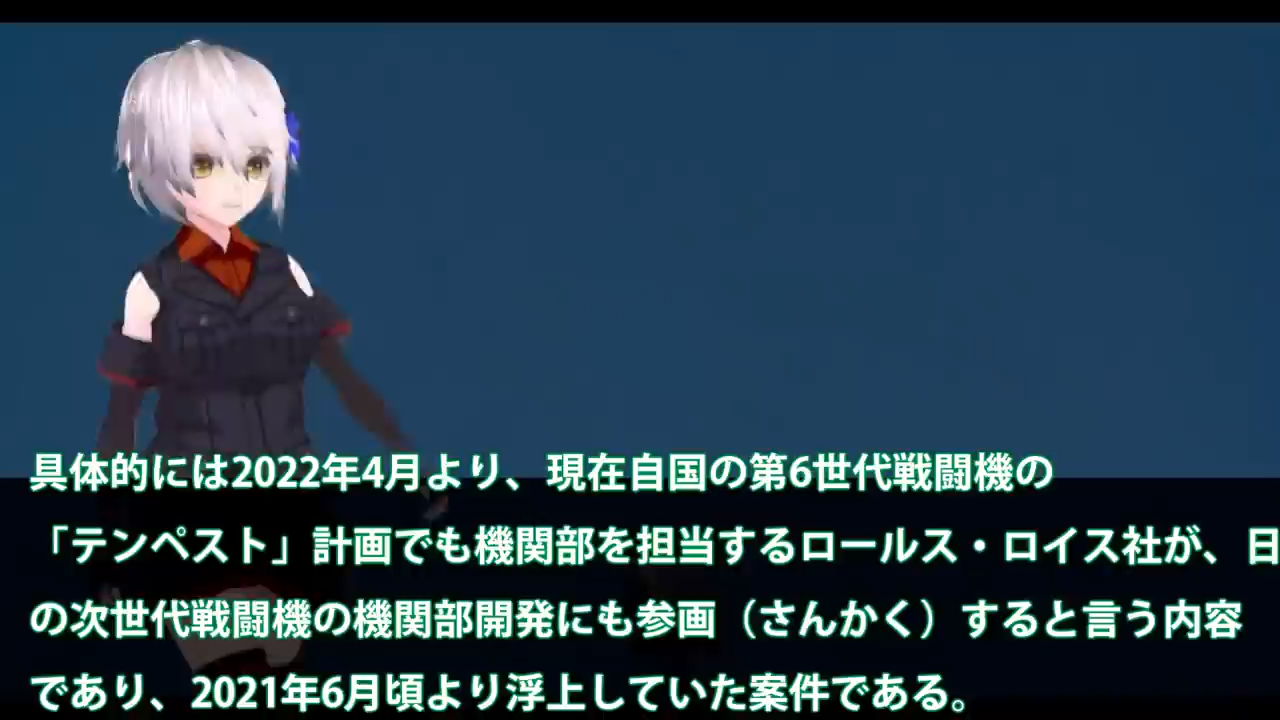 具体的には2022年4月より、現在自国の第6世代戦闘機の
「テンペスト」計画でも機関部を担当するロールス・ロイス社が、日
の次世代戦闘機の機関部開発にも参画（さんかく）すると言う内容
であり、2021年6月頃より浮上していた案件である。